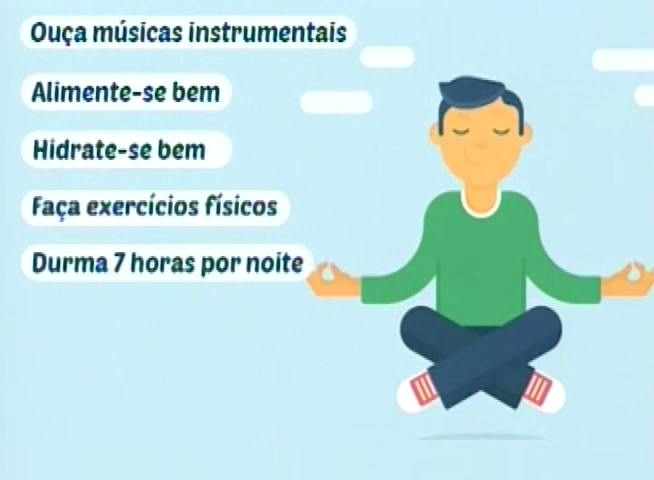 Ouça músicas instrumentais
Alimente-se bem
Hidrate-se bem
Faça exercícios físicos
Durma 7 horas por noite